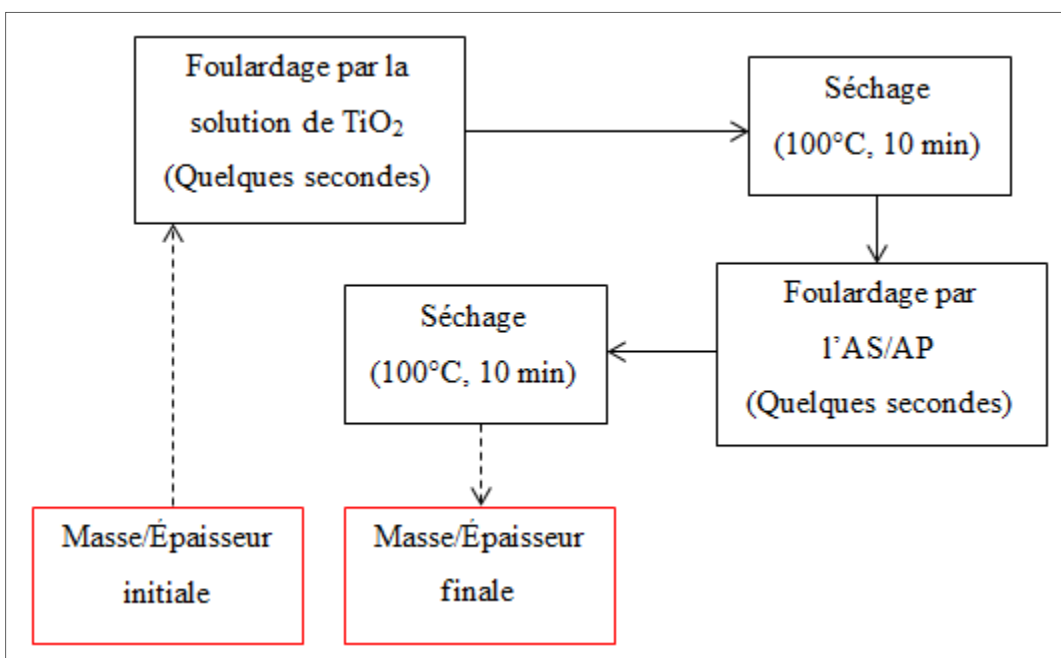 Foulardage par la
solution de TiO₂
(Quelques secondes)
Séchage
(100°C, 10 min)
Foulardage par
l'AS/AP
(Quelques secondes)
Séchage
(100°C, 10 min)
Masse/Épaisseur
initiale
Masse/Épaisseur
finale